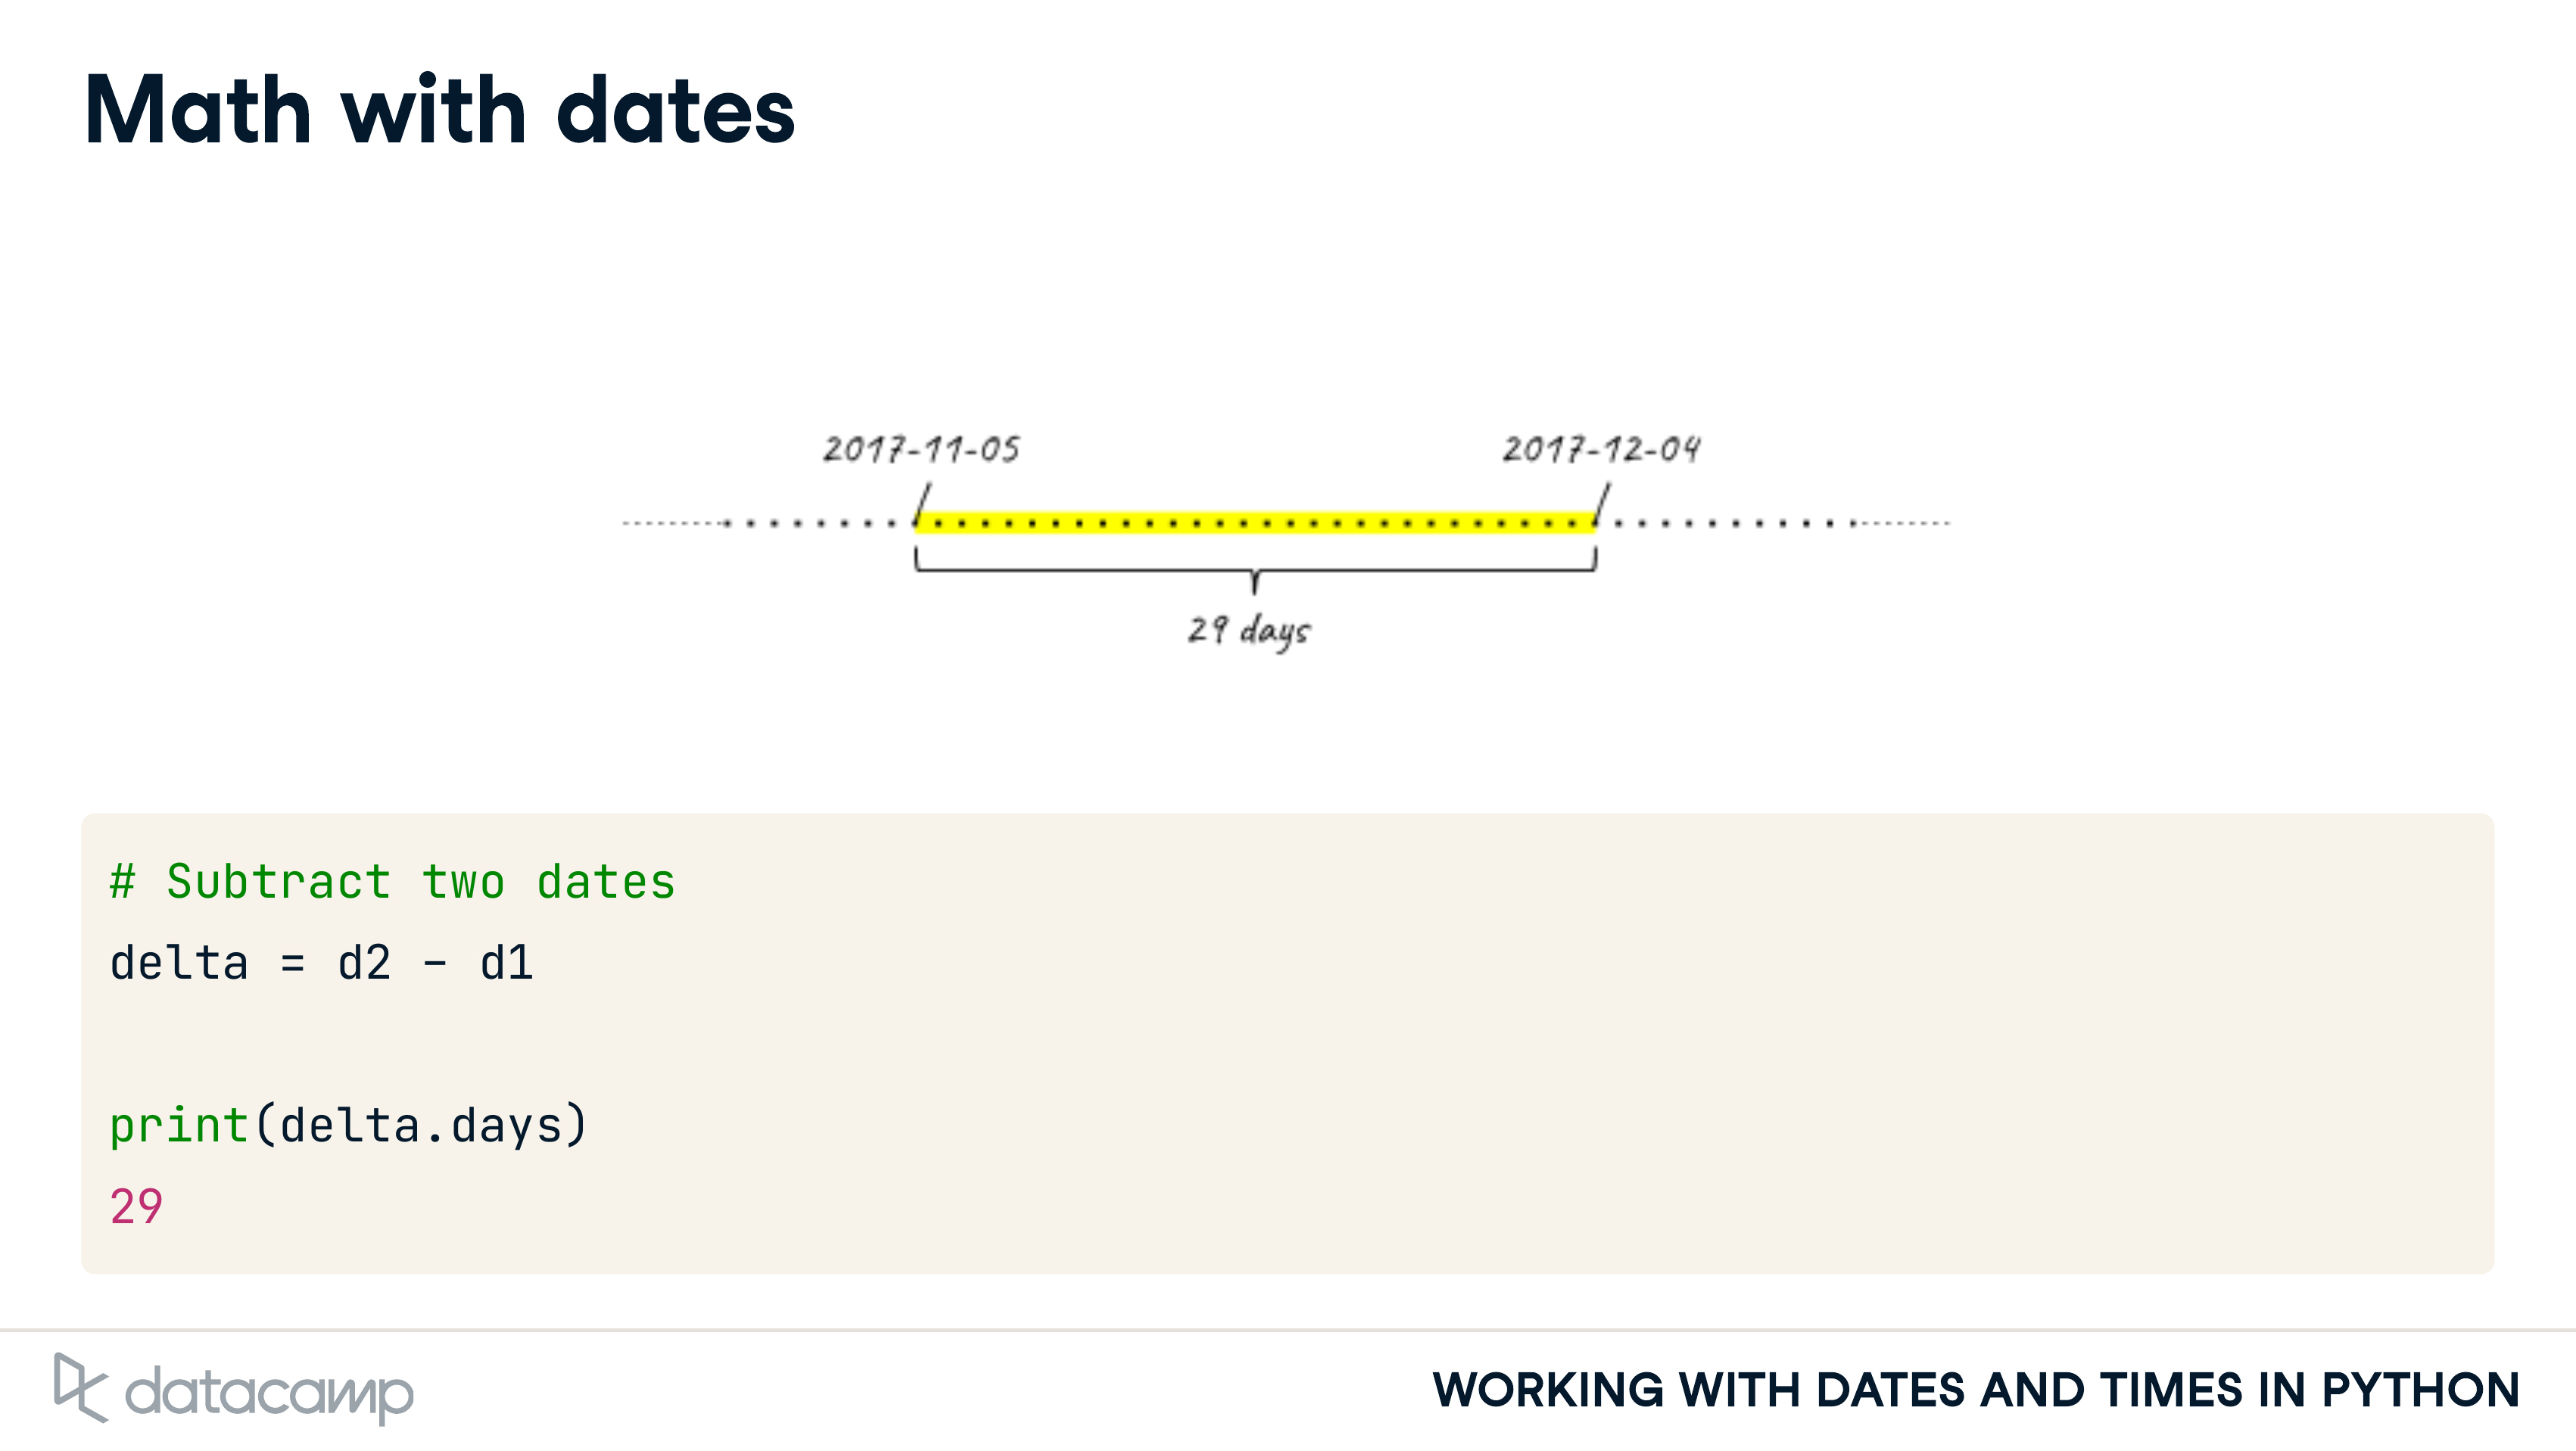 Math with dates
2017-11-05 2017-12-04
29 days
# Subtract two dates
delta = d2 - d1
print(delta.days)
29
datacamp
WORKING WITH DATES AND TIMES IN PYTHON